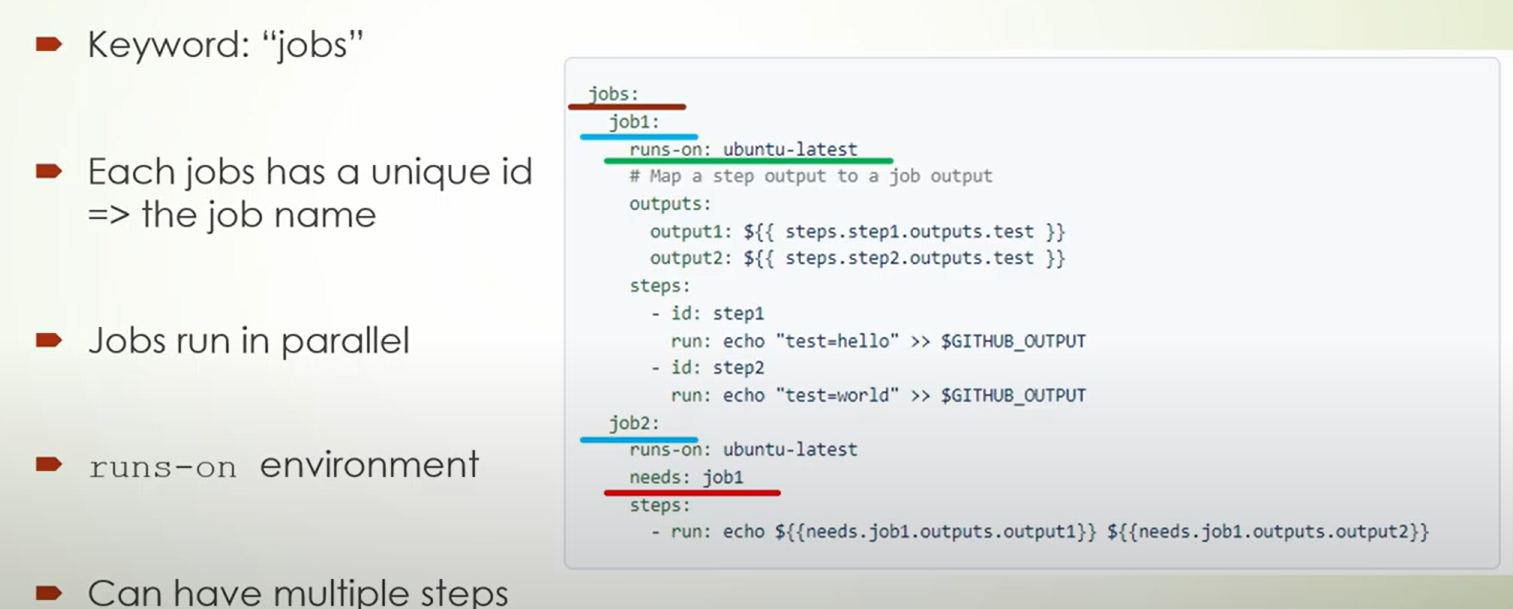 Keyword: “jobs”
Each jobs has a unique id
=> the job name
Jobs run in parallel
runs-on environment
Can have multiple steps
jobs:
job1:
runs-on: ubuntu-latest
# Map a step output to a job output
outputs:
output1: ${{ steps.step1.outputs.test }}
output2: ${{ steps.step2.outputs.test }}
steps:
- id: step1
run: echo "test=hello" >> $GITHUB_OUTPUT
- id: step2
run: echo "test=world" >> $GITHUB_OUTPUT
job2:
runs-on: ubuntu-latest
needs: job1
steps:
- run: echo ${{needs.job1.outputs.output1}} ${{needs.job1.outputs.output2}}